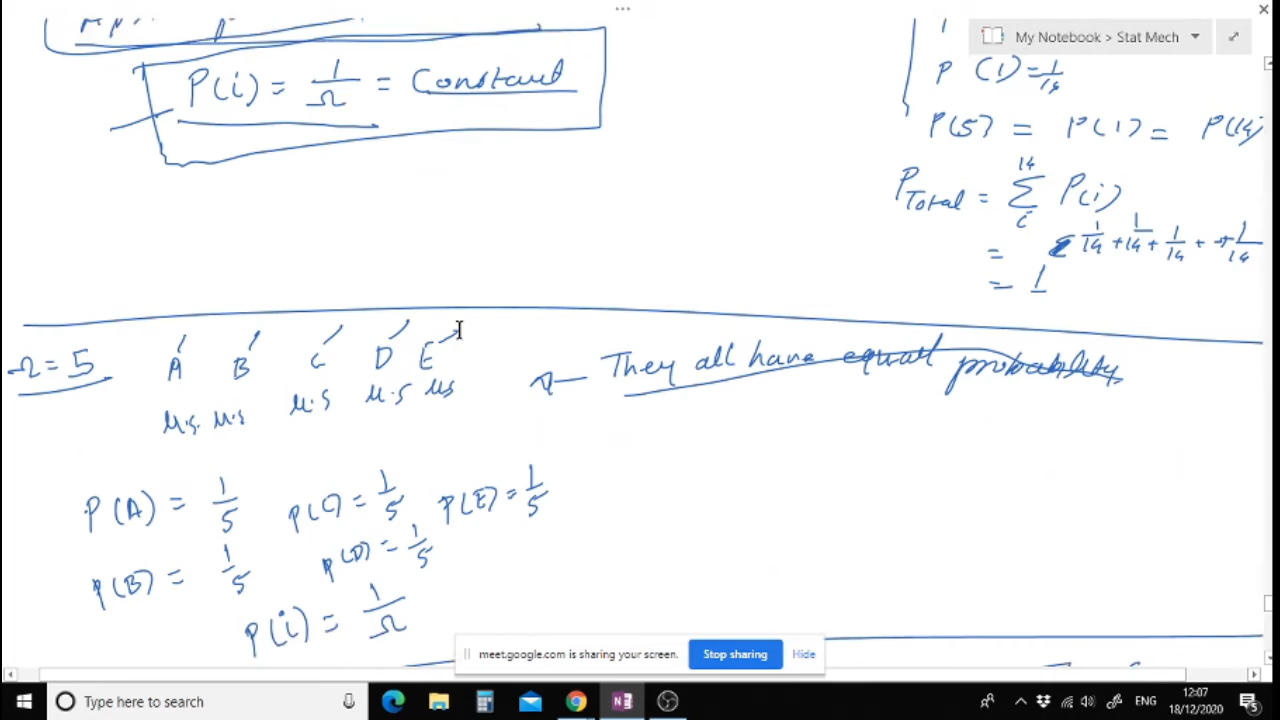 My Notebook > Stat Mech
P(i) = 1/Ω = Constant
P(1) = 1/14
P(5) = P(1) = P(14)
P_Total = Σ_i^14 P(i)
= 1/14 + 1/14 + 1/14 + -+ 1/14
= 1
Ω = 5 A B C D E
μ.s. μ.s μ.s μ.s μs
They all have equal probability
P(A) = 1/5 P(C) = 1/5 P(E) = 1/5
P(B) = 1/5 P(D) = 1/5
P(i) = 1/Ω
meet.google.com is sharing your screen. Stop sharing Hide
Type here to search
ENG
12:07
18/12/2020
5